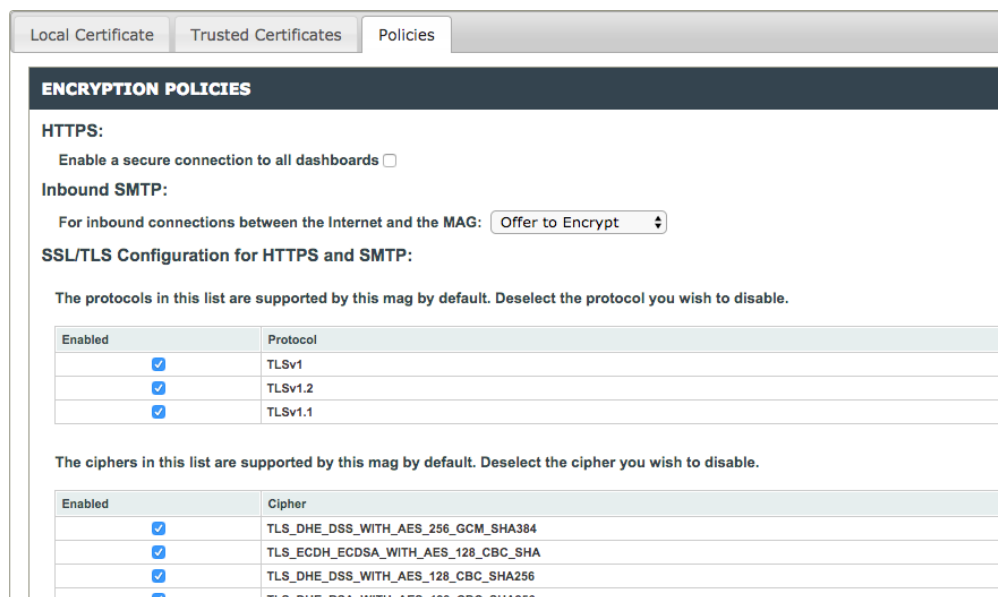 Local Certificate Trusted Certificates Policies
ENCRYPTION POLICIES
HTTPS:
Enable a secure connection to all dashboards
Inbound SMTP:
For inbound connections between the Internet and the MAG: Offer to Encrypt
SSL/TLS Configuration for HTTPS and SMTP:
The protocols in this list are supported by this mag by default. Deselect the protocol you wish to disable.
Enabled Protocol
TLSv1
TLSv1.2
TLSv1.1
The ciphers in this list are supported by this mag by default. Deselect the cipher you wish to disable.
Enabled Cipher
TLS_DHE_DSS_WITH_AES_256_GCM_SHA384
TLS_ECDH_ECDSA_WITH_AES_128_CBC_SHA
TLS_DHE_DSS_WITH_AES_128_CBC_SHA256